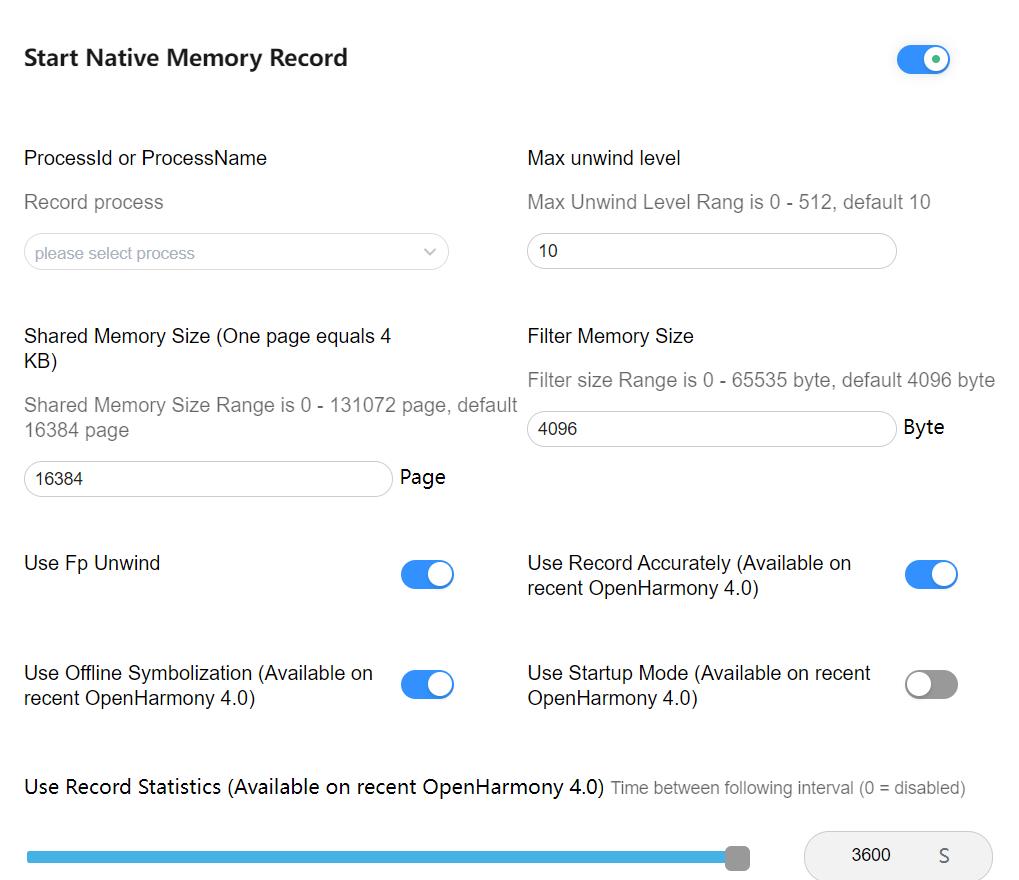 Start Native Memory Record
ProcessId or ProcessName
Record process
please select process
Max unwind level
Max Unwind Level Rang is 0 - 512, default 10
10
Shared Memory Size (One page equals 4
KB)
Shared Memory Size Range is 0 - 131072 page, default
16384 page
16384 Page
Filter Memory Size
Filter size Range is 0 - 65535 byte, default 4096 byte
4096 Byte
Use Fp Unwind
Use Record Accurately (Available on
recent OpenHarmony 4.0)
Use Offline Symbolization (Available on
recent OpenHarmony 4.0)
Use Startup Mode (Available on recent
OpenHarmony 4.0)
Use Record Statistics (Available on recent OpenHarmony 4.0) Time between following interval (0 = disabled)
3600 S